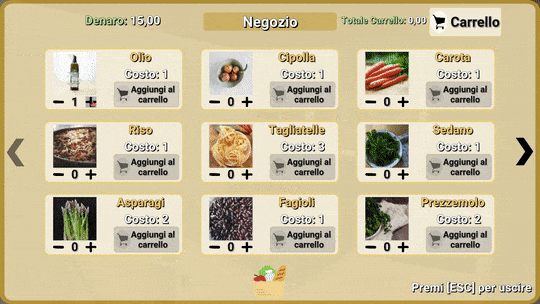 Denaro: 15,00
Negozio
Totale Carrello: 0,00
Carrello
Olio
Costo: 1
Aggiungi al
carrello
- 1 +
Cipolla
Costo: 1
Aggiungi al
carrello
- 0 +
Carota
Costo: 1
Aggiungi al
carrello
- 0 +
Riso
Costo: 1
Aggiungi al
carrello
- 0 +
Tagliatelle
Costo: 3
Aggiungi al
carrello
- 0 +
Sedano
Costo: 1
Aggiungi al
carrello
- 0 +
Asparagi
Costo: 2
Aggiungi al
carrello
- 0 +
Fagioli
Costo: 1
Aggiungi al
carrello
- 0 +
Prezzemolo
Costo: 2
Aggiungi al
carrello
- 0 +
Premi [ESC] per uscire